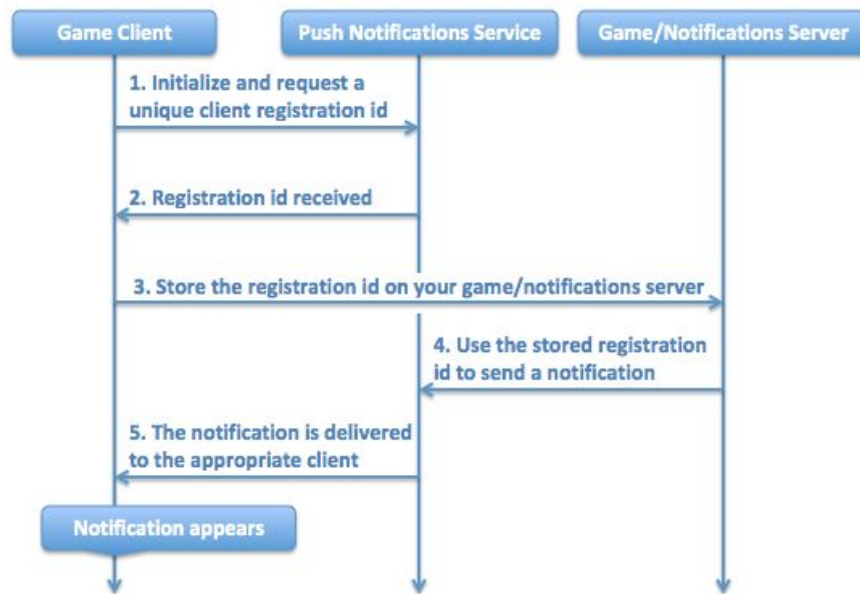 Game Client
Push Notifications Service
Game/Notifications Server
1. Initialize and request a
unique client registration id
2. Registration id received
3. Store the registration id on your game/notifications server
4. Use the stored registration
id to send a notification
5. The notification is delivered
to the appropriate client
Notification appears